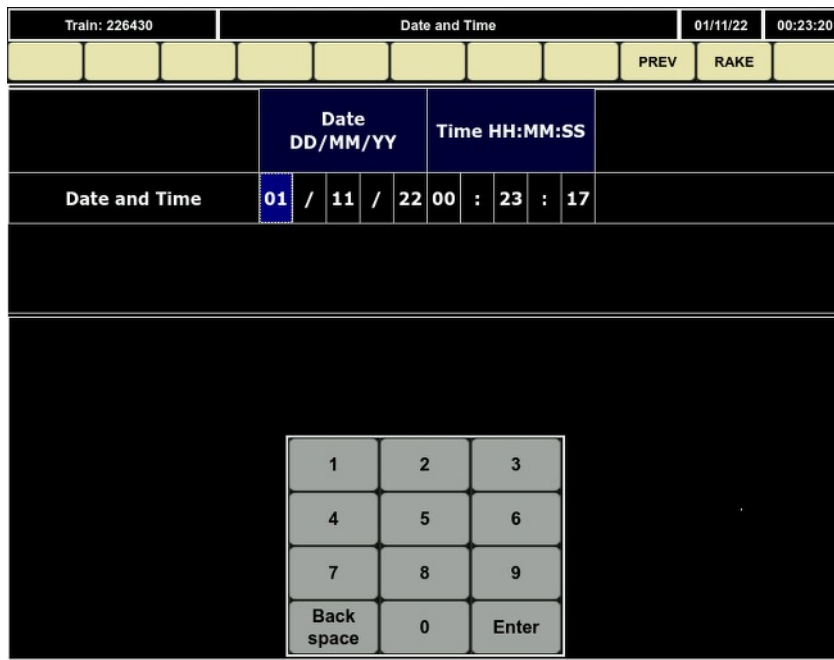 Train: 226430 Date and Time 01/11/22 00:23:20
PREV RAKE
Date
DD/MM/YY
Time HH:MM:SS
Date and Time 01 / 11 / 22 00 : 23 : 17
1 2 3
4 5 6
7 8 9
Back
space
0 Enter